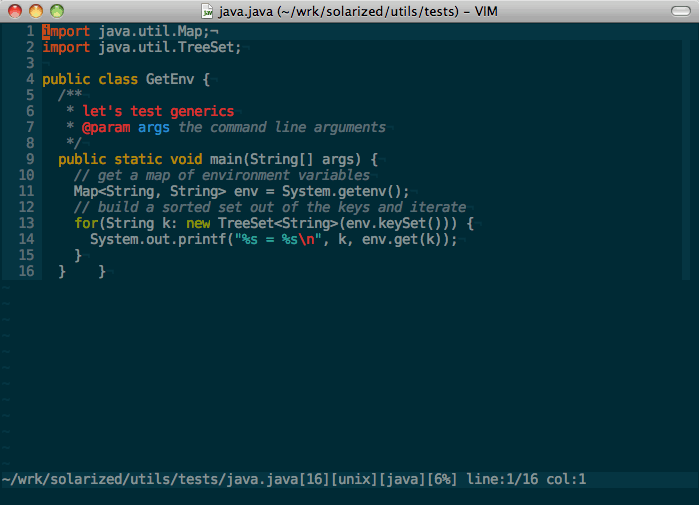 java.java (~/wrk/solarized/utils/tests) – VIM
1 import java.util.Map;¬
2 import java.util.TreeSet;¬
3 ¬
4 public class GetEnv {¬
5   /**¬
6    * let's test generics¬
7    * @param args the command line arguments¬
8    */¬
9   public static void main(String[] args) {¬
10     // get a map of environment variables¬
11     Map<String, String> env = System.getenv();¬
12     // build a sorted set out of the keys and iterate¬
13     for(String k: new TreeSet<String>(env.keySet())) {¬
14       System.out.printf("%s = %s\n", k, env.get(k));¬
15     }¬
16   }    }¬
~
~
~
~
~
~
~
~
~
~
~
~
~/wrk/solarized/utils/tests/java.java[16][unix][java][6%] line:1/16 col:1